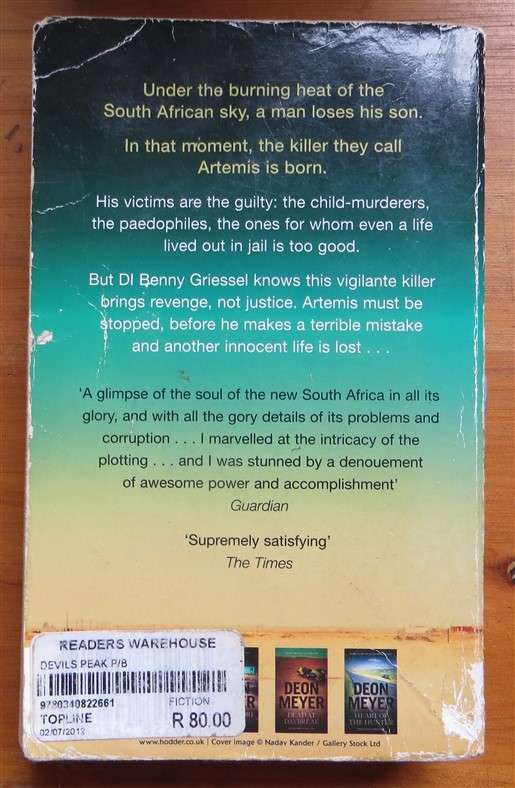 Under the burning heat of the
South African sky, a man loses his son.
In that moment, the killer they call
Artemis is born.
His victims are the guilty: the child-murderers,
the paedophiles, the ones for whom even a life
lived out in jail is too good.
But DI Benny Griessel knows this vigilante killer
brings revenge, not justice. Artemis must be
stopped, before he makes a terrible mistake
and another innocent life is lost . . .
‘A glimpse of the soul of the new South Africa in all its
glory, and with all the gory details of its problems and
corruption . . . I marvelled at the intricacy of the
plotting . . . and I was stunned by a denouement
of awesome power and accomplishment’
Guardian
‘Supremely satisfying’
The Times
READERS WAREHOUSE
DEVILS PEAK P/B
9780340822661 FICTION
TOPLINE R 80.00
02/07/2012
DEON
MEYER
DEAD AT
DAYBREAK
DEON
MEYER
HEART OF
THE HUNTER
www.hodder.co.uk | Cover image © Nadav Kander / Gallery Stock Ltd